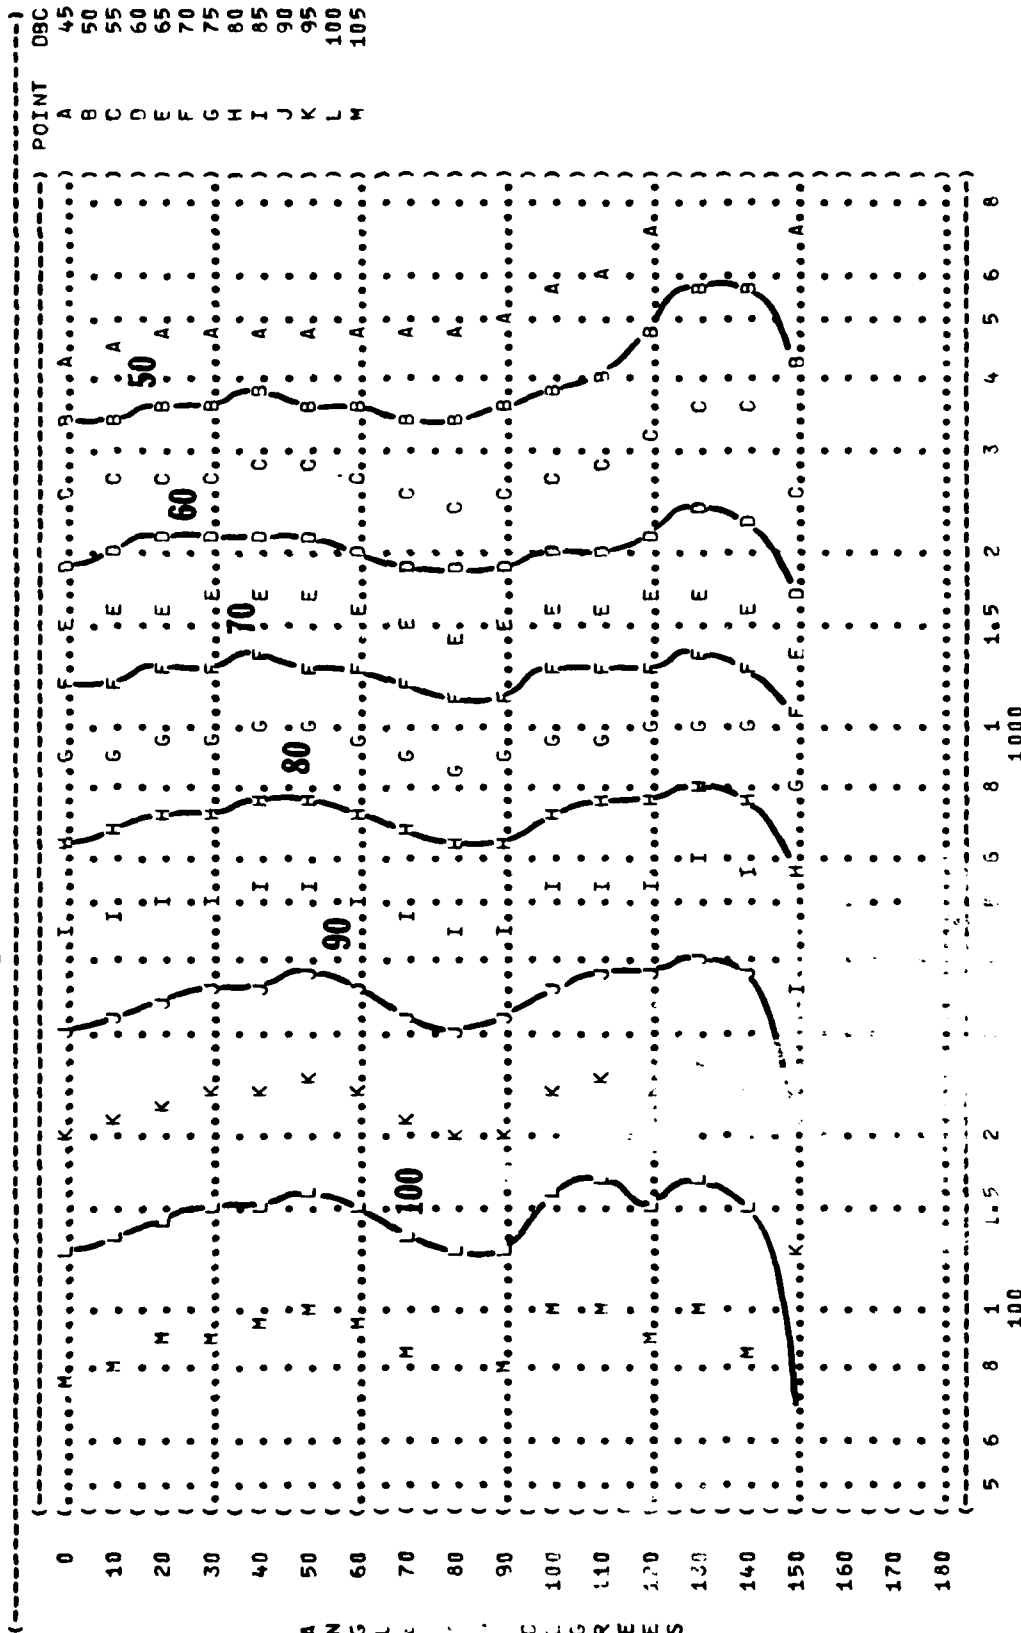 POINT DBC
A 45
B 50
C 55
D 60
E 65
F 70
G 75
H 80
I 85
J 90
K 95
L 100
M 105
50
60
70
80
90
100
0 M L K J I H G F E D C B A
10 M L K J I H G F E D C B A
20 M L K J I H G F E D C B A
30 M L K J I H G F E D C B A
40 M L K J I H G F E D C B A
50 M L K J I H G F E D C B A
60 M L K J I H G F E D C B A
70 M L K J I H G F E D C B A
80 L K J I H G F E D C B A
90 M L K J I H G F E D C B A
100 M L K J I H G F E D C B A
110 M L K J I H G F E D C B A
120 M L J I H G F E D C B A
130 M L J I H G F E D C B
140 M L J I H G F E D C B
150 K I H G F E D C B A
160
170
180
5 6 8 1 1.5 2 6 8 1 1.5 2 3 4 5 6 8
100 1000